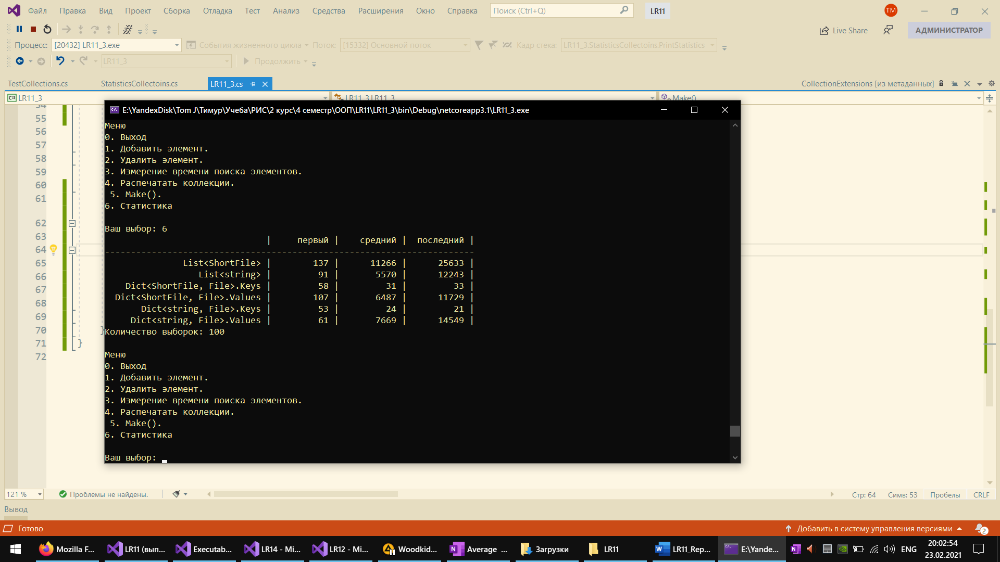 Файл Правка Вид Проект Сборка Отладка Тест Анализ Средства Расширения Окно Справка Поиск (Ctrl+Q) LR11 TM
Live Share АДМИНИСТРАТОР
Процесс: [20432] LR11_3.exe События жизненного цикла Поток: [15332] Основной поток Кадр стека: LR11_3.StatisticsCollectoins.PrintStatistics
LR11_3 Продолжить
TestCollections.cs StatisticsCollectoins.cs LR11_3.cs CollectionExtensions [из метаданных]
C# LR11_3 LR11_3.LR11_3 Make()
E:\YandexDisk\Tom J\Тимур\Учеба\РИС\2 курс\4 семестр\ООП\LR11\LR11_3\bin\Debug\netcoreapp3.1\LR11_3.exe
Меню
0. Выход
1. Добавить элемент.
2. Удалить элемент.
3. Измерение времени поиска элементов.
4. Распечатать коллекции.
5. Make().
6. Статистика
Ваш выбор: 6
| первый | средний | последний |
-----------------------------------------------------------------------
List<ShortFile> | 137 | 11266 | 25633 |
List<string> | 91 | 5570 | 12243 |
Dict<ShortFile, File>.Keys | 58 | 31 | 33 |
Dict<ShortFile, File>.Values | 107 | 6487 | 11729 |
Dict<string, File>.Keys | 53 | 24 | 21 |
Dict<string, File>.Values | 61 | 7669 | 14549 |
Количество выборок: 100
Меню
0. Выход
1. Добавить элемент.
2. Удалить элемент.
3. Измерение времени поиска элементов.
4. Распечатать коллекции.
5. Make().
6. Статистика
Ваш выбор:
54
55
56
57
58
59
60
61
62
63
64
65
66
67
68
69
70 }
71 }
72
121 % Проблемы не найдены. Стр: 64 Симв: 53 Пробелы CRLF
Вывод
Готово Добавить в систему управления версиями 2
Mozilla F... LR11 (вып... Executab... LR14 - Mi... LR12 - Mi... Woodkid... Average ... Загрузки LR11 LR11_Rep... E:\Yande... ENG 20:02:54
23.02.2021